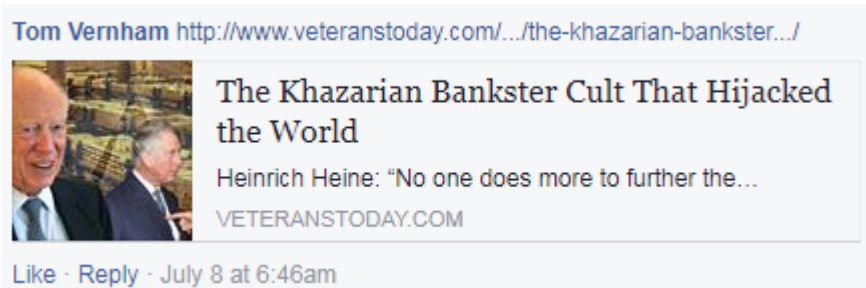 Tom Vernham http://www.veteranstoday.com/.../the-khazarian-bankster.../
The Khazarian Bankster Cult That Hijacked
the World
Heinrich Heine: “No one does more to further the...
VETERANSTODAY.COM
Like · Reply · July 8 at 6:46am